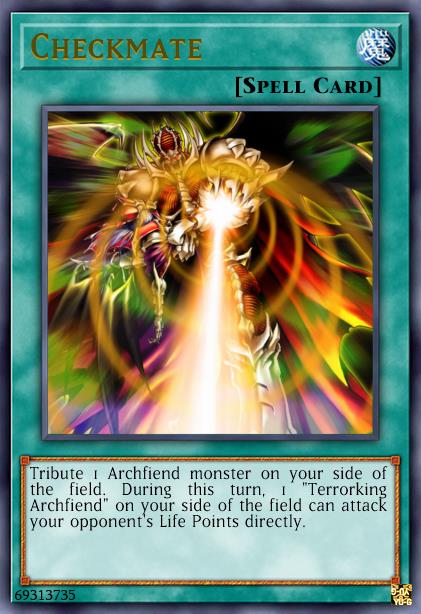 Checkmate
魔
[Spell Card]
Tribute 1 Archfiend monster on your side of
the field. During this turn, 1 "Terrorking
Archfiend" on your side of the field can attack
your opponent's Life Points directly.
69313735